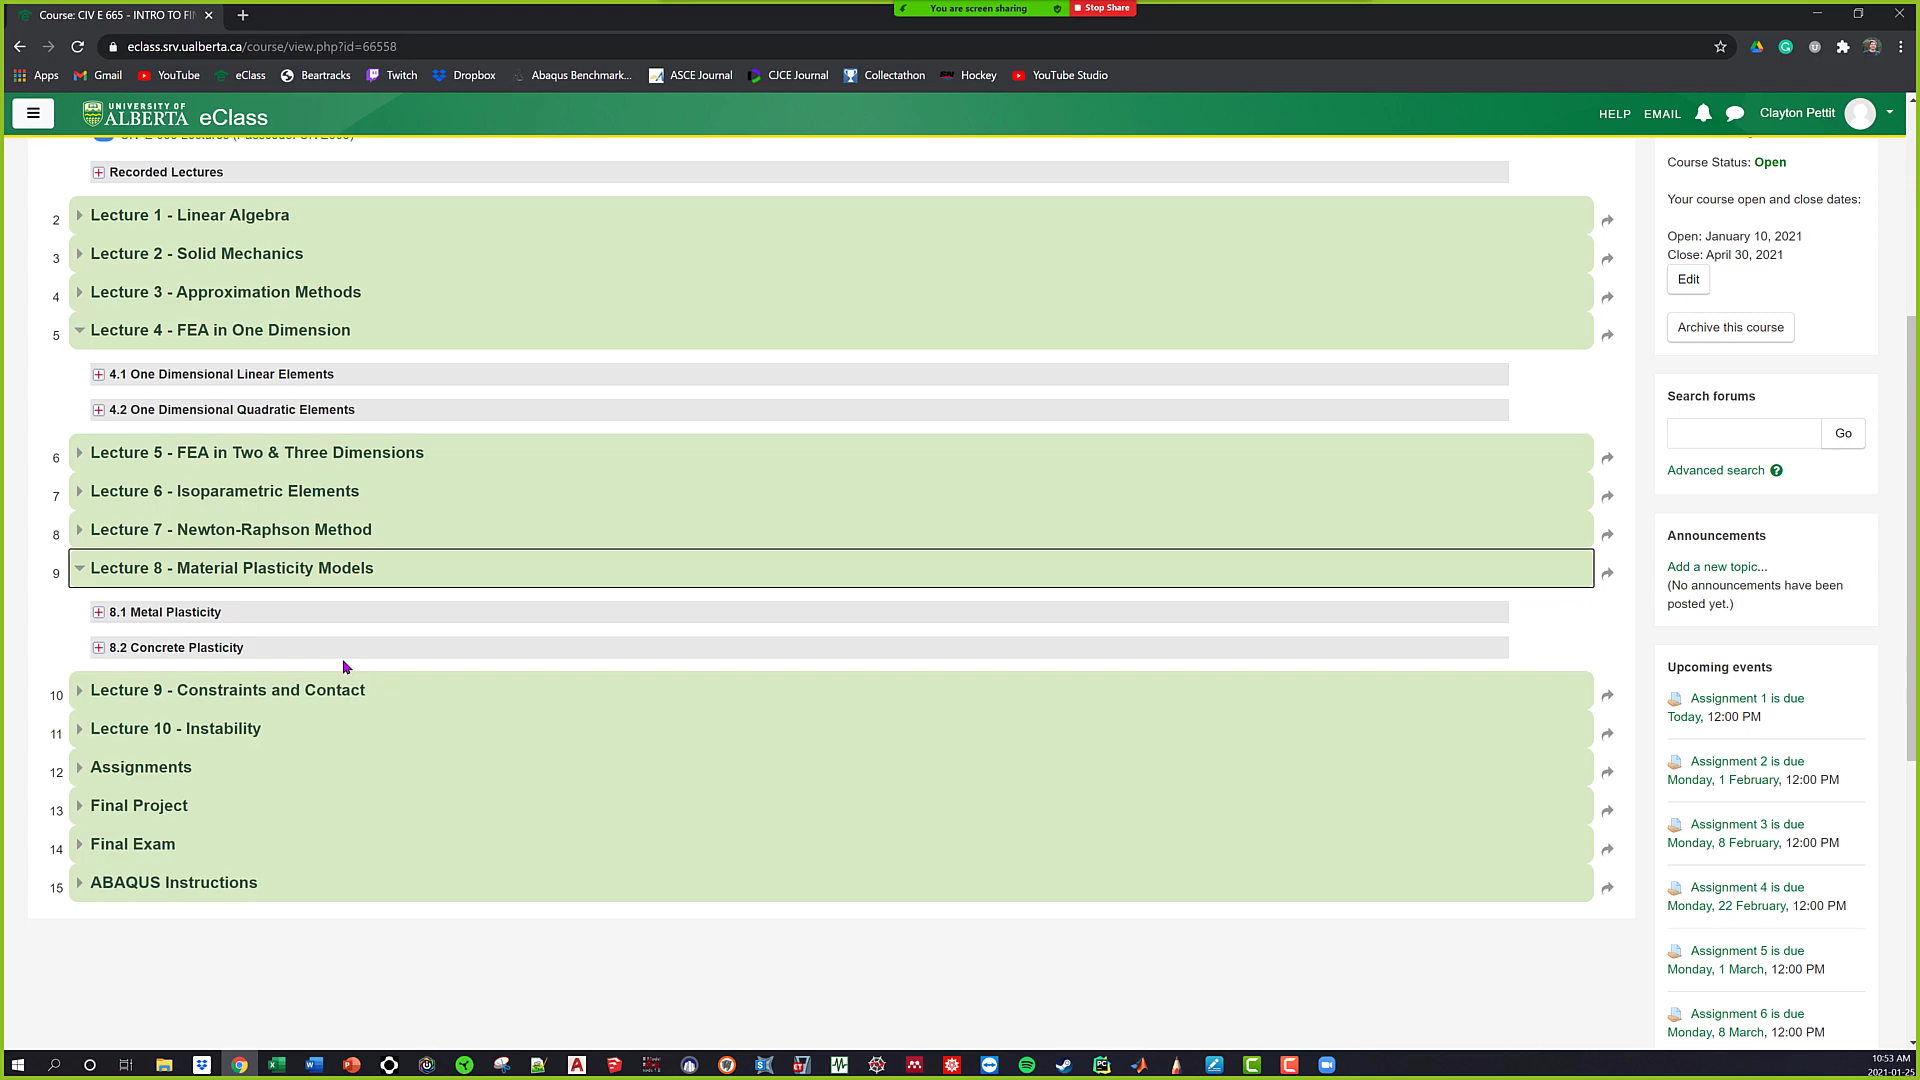 Course: CIV E 665 - INTRO TO FI
You are screen sharing
Stop Share
eclass.srv.ualberta.ca/course/view.php?id=66558
Apps
Gmail
YouTube
eClass
Beartracks
Twitch
Dropbox
Abaqus Benchmark...
ASCE Journal
CJCE Journal
Collectathon
Hockey
YouTube Studio
UNIVERSITY OF
ALBERTA
eClass
HELP
EMAIL
Clayton Pettit
Recorded Lectures
2
Lecture 1 - Linear Algebra
3
Lecture 2 - Solid Mechanics
4
Lecture 3 - Approximation Methods
5
Lecture 4 - FEA in One Dimension
4.1 One Dimensional Linear Elements
4.2 One Dimensional Quadratic Elements
6
Lecture 5 - FEA in Two & Three Dimensions
7
Lecture 6 - Isoparametric Elements
8
Lecture 7 - Newton-Raphson Method
9
Lecture 8 - Material Plasticity Models
8.1 Metal Plasticity
8.2 Concrete Plasticity
10
Lecture 9 - Constraints and Contact
11
Lecture 10 - Instability
12
Assignments
13
Final Project
14
Final Exam
15
ABAQUS Instructions
Course Status: Open
Your course open and close dates:
Open: January 10, 2021
Close: April 30, 2021
Edit
Archive this course
Search forums
Go
Advanced search
Announcements
Add a new topic...
(No announcements have been
posted yet.)
Upcoming events
Assignment 1 is due
Today, 12:00 PM
Assignment 2 is due
Monday, 1 February, 12:00 PM
Assignment 3 is due
Monday, 8 February, 12:00 PM
Assignment 4 is due
Monday, 22 February, 12:00 PM
Assignment 5 is due
Monday, 1 March, 12:00 PM
Assignment 6 is due
Monday, 8 March, 12:00 PM
10:53 AM
2021-01-25